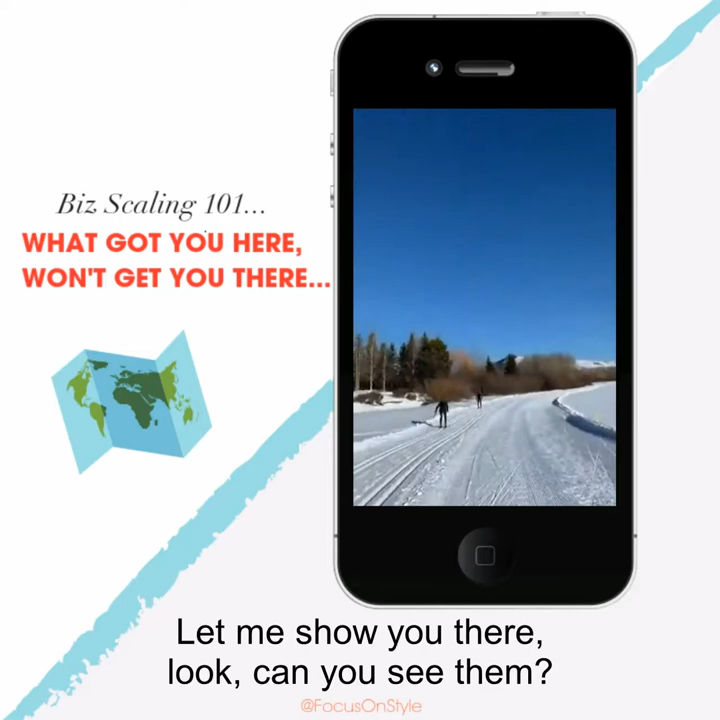 Biz Scaling 101...
WHAT GOT YOU HERE,
WON'T GET YOU THERE...
Let me show you there,
look, can you see them?
@FocusOnStyle